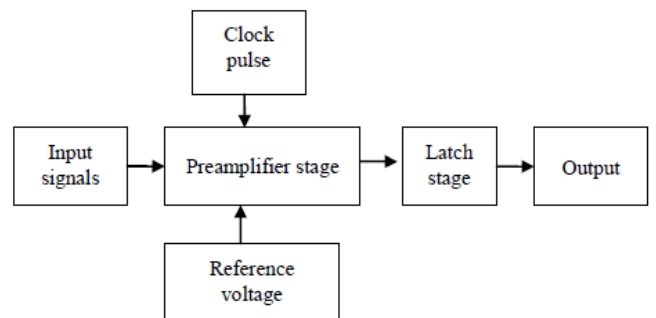 Clock
pulse
Input
signals
Preamplifier stage
Latch
stage
Output
Reference
voltage